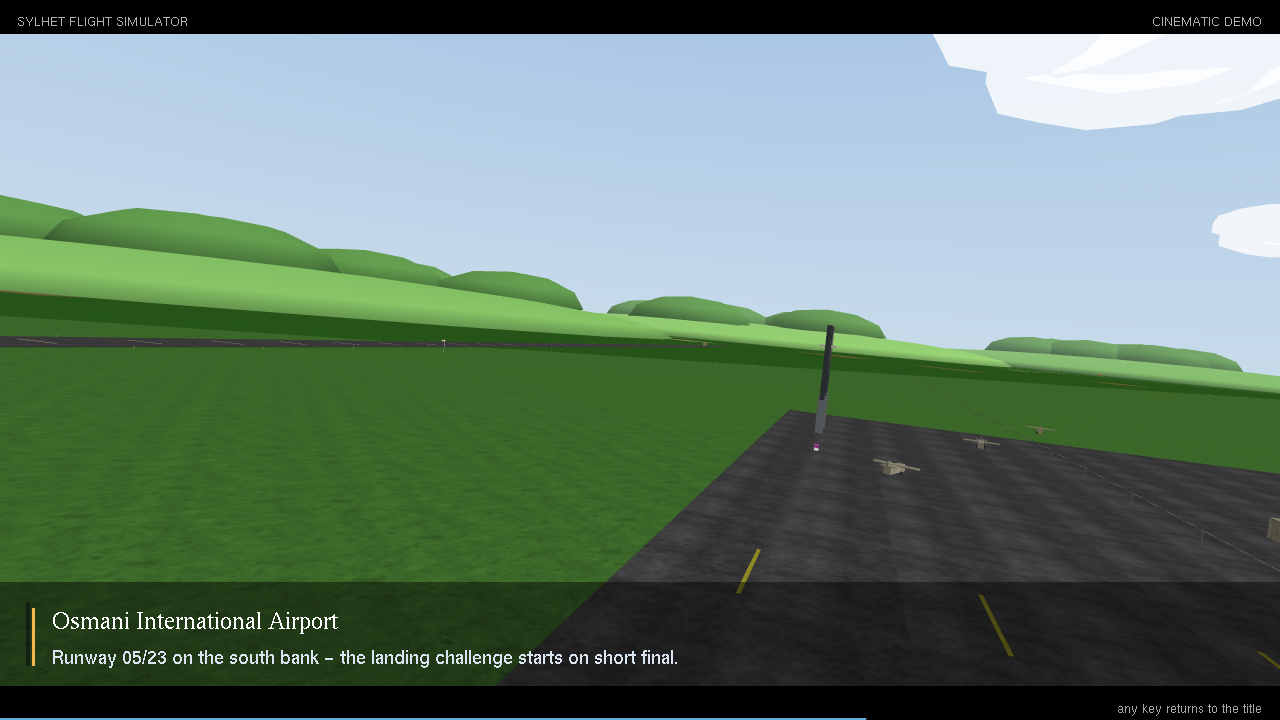 SYLHET FLIGHT SIMULATOR
CINEMATIC DEMO
Osmani International Airport
Runway 05/23 on the south bank – the landing challenge starts on short final.
any key returns to the title